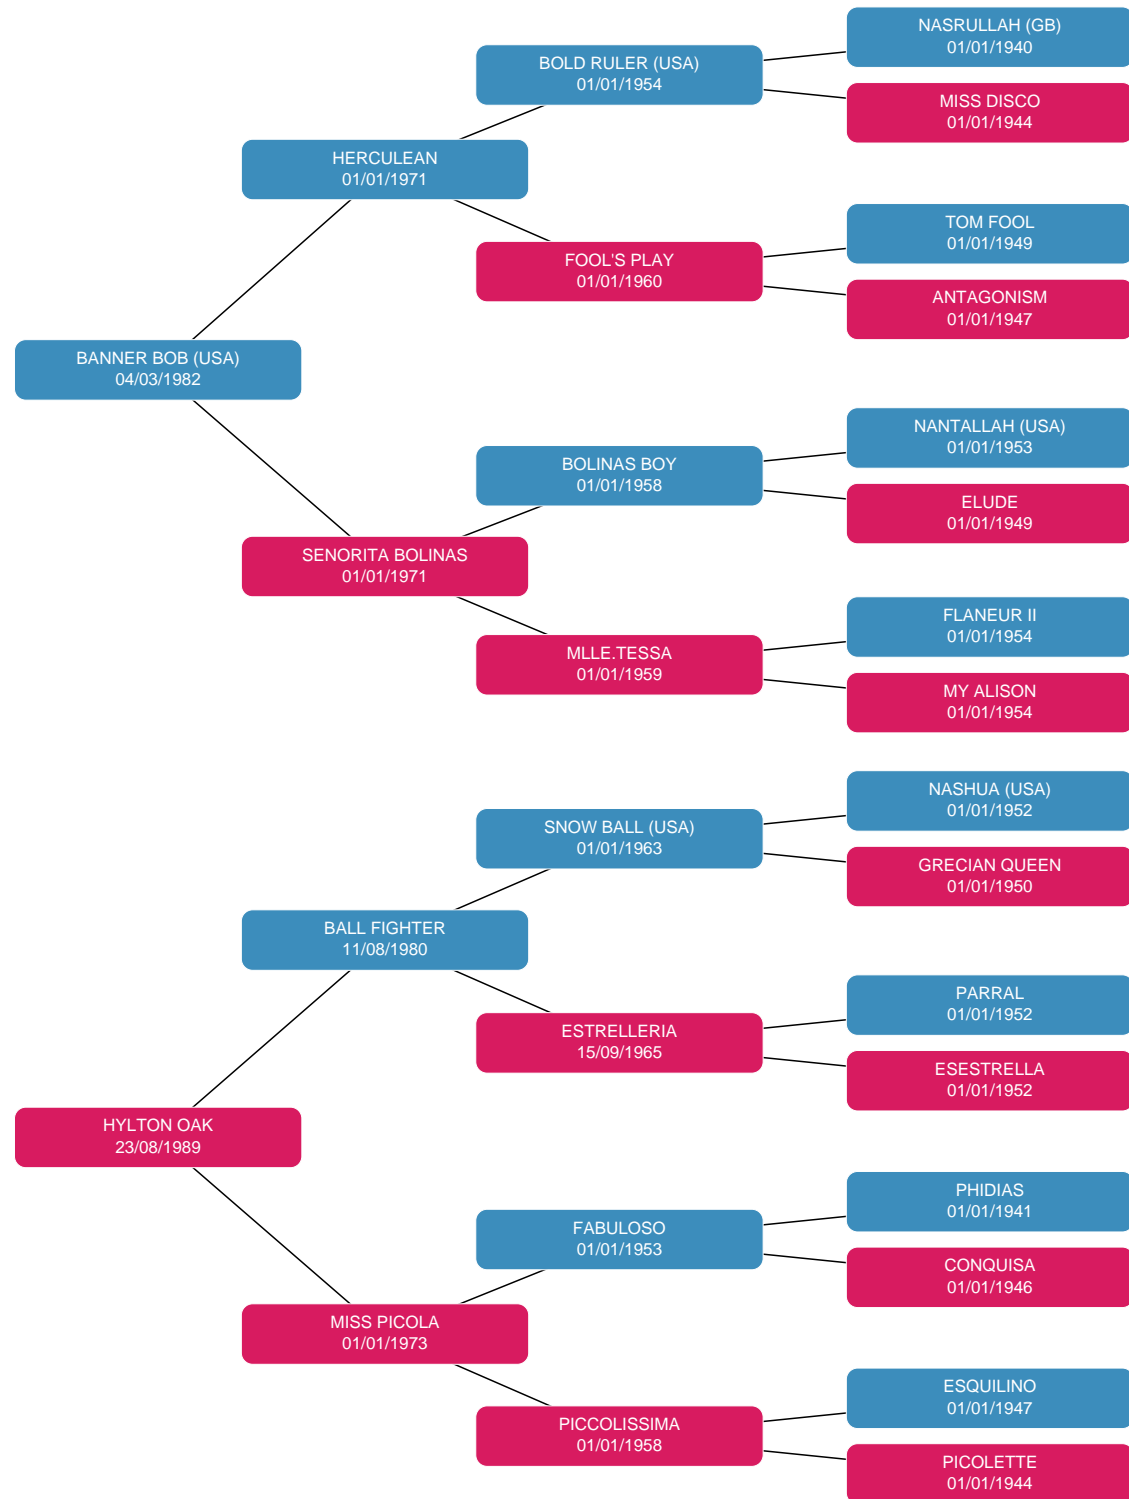 NASRULLAH (GB)
01/01/1940
BOLD RULER (USA)
01/01/1954
MISS DISCO
01/01/1944
HERCULEAN
01/01/1971
TOM FOOL
01/01/1949
FOOL'S PLAY
01/01/1960
ANTAGONISM
01/01/1947
BANNER BOB (USA)
04/03/1982
NANTALLAH (USA)
01/01/1953
BOLINAS BOY
01/01/1958
ELUDE
01/01/1949
SENORITA BOLINAS
01/01/1971
FLANEUR II
01/01/1954
MLLE.TESSA
01/01/1959
MY ALISON
01/01/1954
NASHUA (USA)
01/01/1952
SNOW BALL (USA)
01/01/1963
GRECIAN QUEEN
01/01/1950
BALL FIGHTER
11/08/1980
PARRAL
01/01/1952
ESTRELLERIA
15/09/1965
ESESTRELLA
01/01/1952
HYLTON OAK
23/08/1989
PHIDIAS
01/01/1941
FABULOSO
01/01/1953
CONQUISA
01/01/1946
MISS PICOLA
01/01/1973
ESQUILINO
01/01/1947
PICCOLISSIMA
01/01/1958
PICOLETTE
01/01/1944